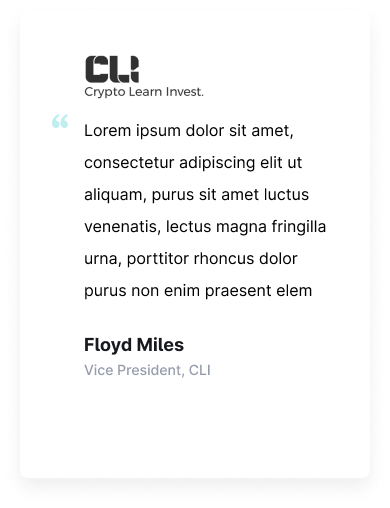 CLI
Crypto Learn Invest.
“
Lorem ipsum dolor sit amet,
consectetur adipiscing elit ut
aliquam, purus sit amet luctus
venenatis, lectus magna fringilla
urna, porttitor rhoncus dolor
purus non enim praesent elem
Floyd Miles
Vice President, CLI